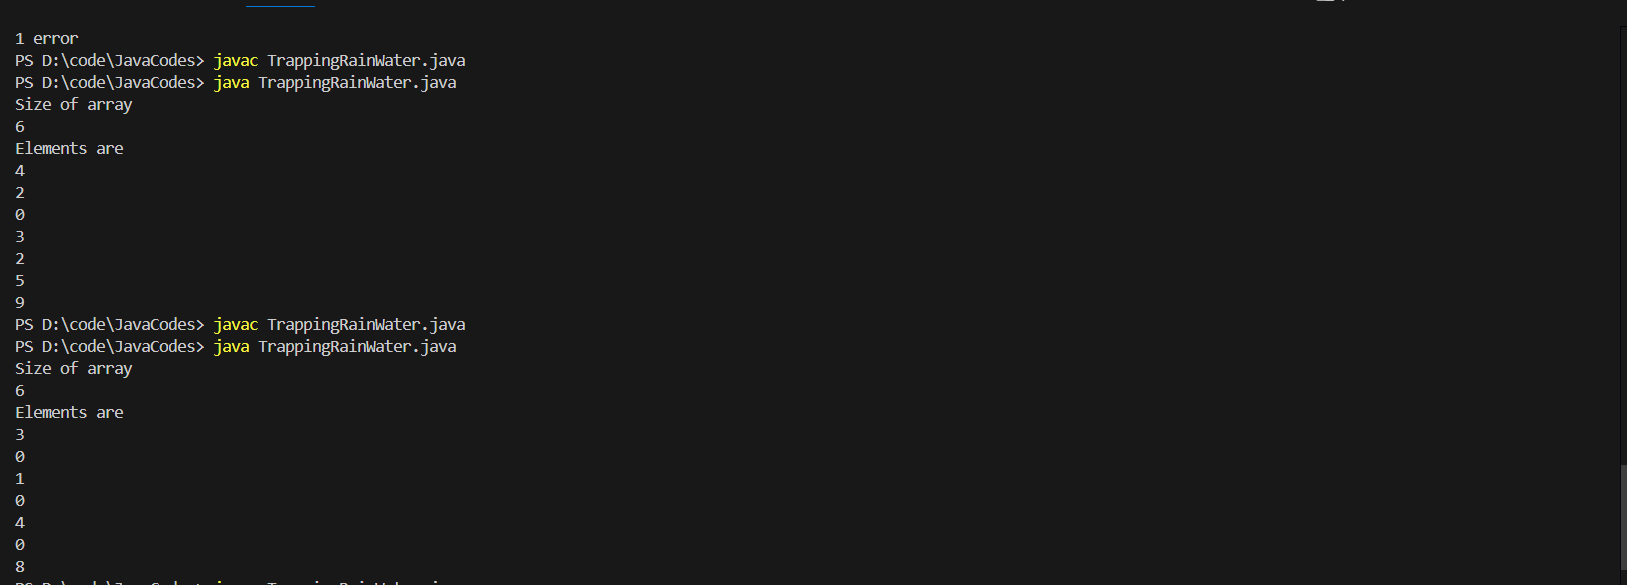 1 error
PS D:\code\JavaCodes> javac TrappingRainWater.java
PS D:\code\JavaCodes> java TrappingRainWater.java
Size of array
6
Elements are
4
2
0
3
2
5
9
PS D:\code\JavaCodes> javac TrappingRainWater.java
PS D:\code\JavaCodes> java TrappingRainWater.java
Size of array
6
Elements are
3
0
1
0
4
0
8